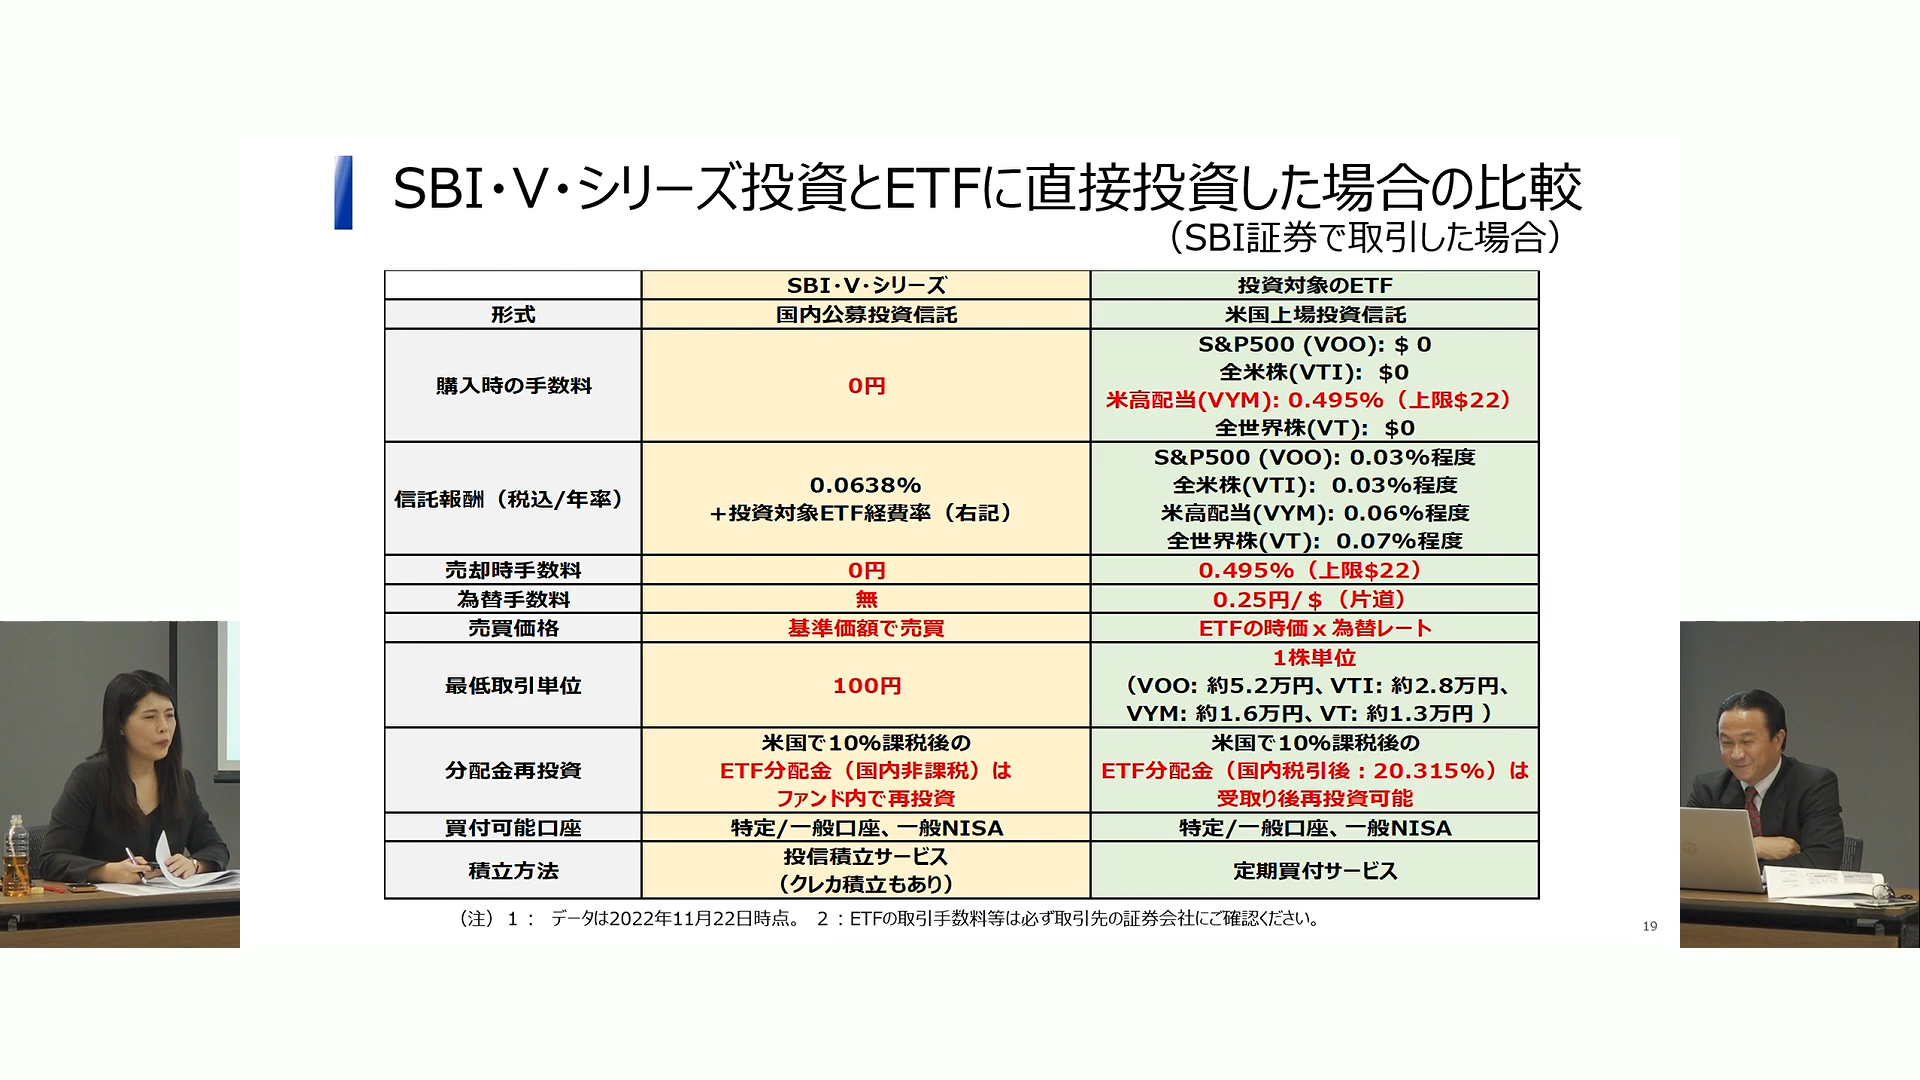 SBI・V・シリーズ投資とETFに直接投資した場合の比較
（SBI証券で取引した場合）
SBI・V・シリーズ
投資対象のETF
形式
国内公募投資信託
米国上場投資信託
購入時の手数料
0円
S&P500 (VOO): $ 0
全米株(VTI): $0
米高配当(VYM): 0.495%（上限$22）
全世界株(VT): $0
信託報酬（税込/年率）
0.0638%
＋投資対象ETF経費率（右記）
S&P500 (VOO): 0.03%程度
全米株(VTI): 0.03%程度
米高配当(VYM): 0.06%程度
全世界株(VT): 0.07%程度
売却時手数料
0円
0.495%（上限$22）
為替手数料
無
0.25円/＄（片道）
売買価格
基準価額で売買
ETFの時価 x 為替レート
最低取引単位
100円
1株単位
（VOO: 約5.2万円、VTI: 約2.8万円、
VYM: 約1.6万円、VT: 約1.3万円 ）
分配金再投資
米国で10%課税後の
ETF分配金（国内非課税）は
ファンド内で再投資
米国で10%課税後の
ETF分配金（国内税引後：20.315%）は
受取り後再投資可能
買付可能口座
特定/一般口座、一般NISA
特定/一般口座、一般NISA
積立方法
投信積立サービス
（クレカ積立もあり）
定期買付サービス
（注）１： データは2022年11月22日時点。 ２：ETFの取引手数料等は必ず取引先の証券会社にご確認ください。
19